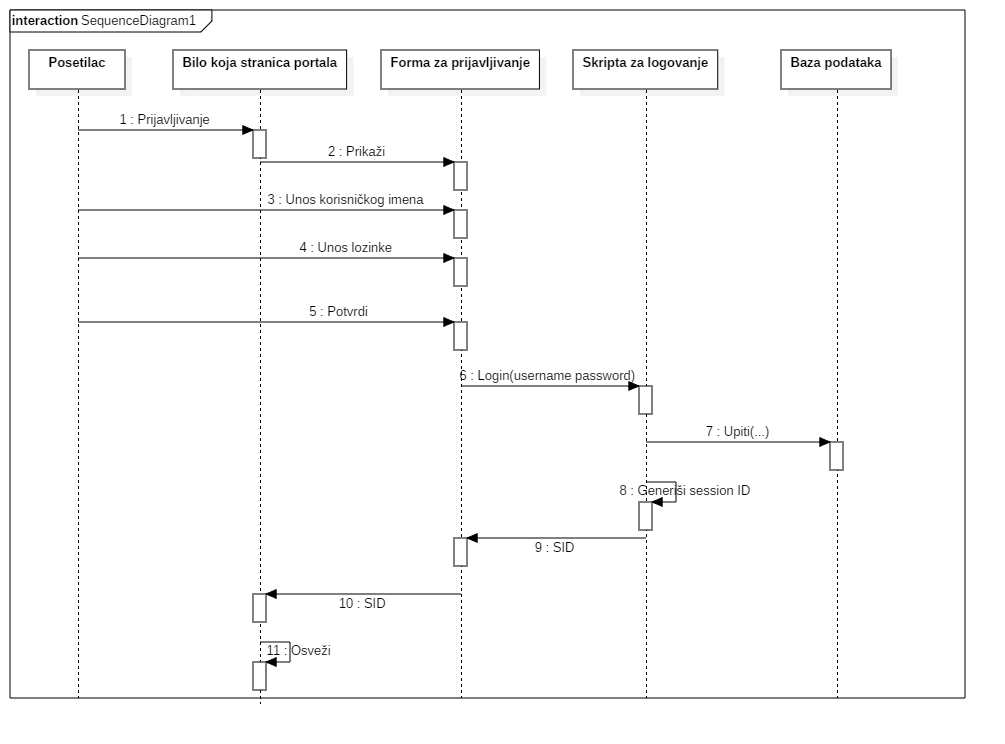 interaction SequenceDiagram1
Posetilac
Bilo koja stranica portala
Forma za prijavljivanje
Skripta za logovanje
Baza podataka
1 : Prijavljivanje
2 : Prikaži
3 : Unos korisničkog imena
4 : Unos lozinke
5 : Potvrdi
6 : Login(username password)
7 : Upiti(...)
8 : Generiši session ID
9 : SID
10 : SID
11 : Osveži